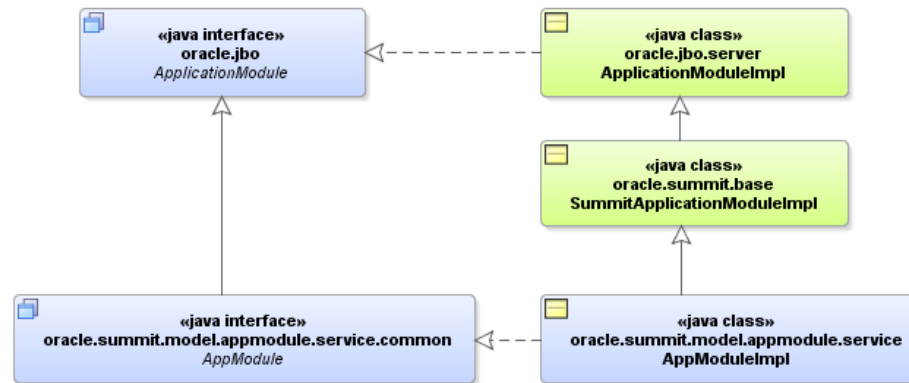 «java interface»
oracle.jbo
ApplicationModule
«java class»
oracle.jbo.server
ApplicationModuleImpl
«java class»
oracle.summit.base
SummitApplicationModuleImpl
«java interface»
oracle.summit.model.appmodule.service.common
AppModule
«java class»
oracle.summit.model.appmodule.service
AppModuleImpl